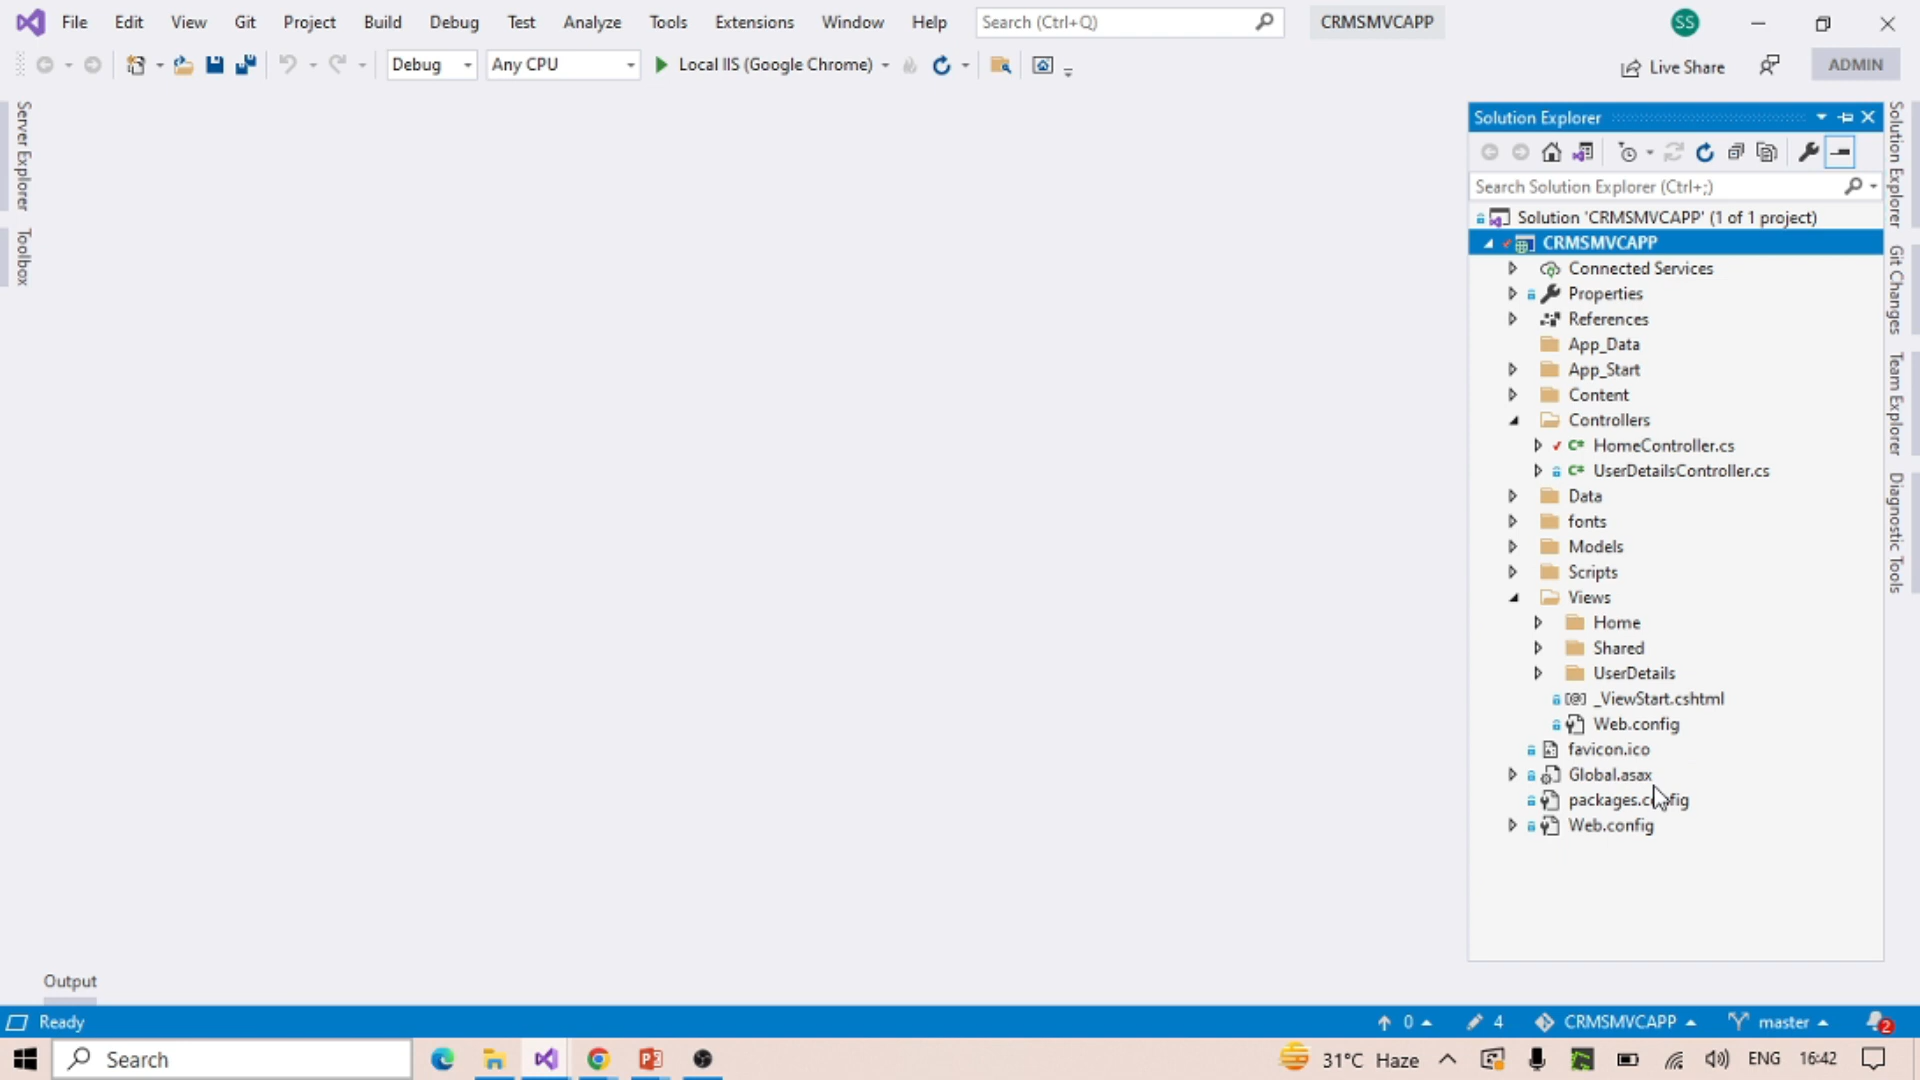 File Edit View Git Project Build Debug Test Analyze Tools Extensions Window Help Search (Ctrl+Q) CRMSMVCAPP SS
Debug Any CPU Local IIS (Google Chrome) Live Share ADMIN
Server Explorer
Toolbox
Solution Explorer
Search Solution Explorer (Ctrl+;)
Solution 'CRMSMVCAPP' (1 of 1 project)
CRMSMVCAPP
Connected Services
Properties
References
App_Data
App_Start
Content
Controllers
HomeController.cs
UserDetailsController.cs
Data
fonts
Models
Scripts
Views
Home
Shared
UserDetails
_ViewStart.cshtml
Web.config
favicon.ico
Global.asax
packages.config
Web.config
Solution Explorer
Git Changes
Team Explorer
Diagnostic Tools
Output
Ready 0 4 CRMSMVCAPP master 2
Search 31°C Haze ENG 16:42